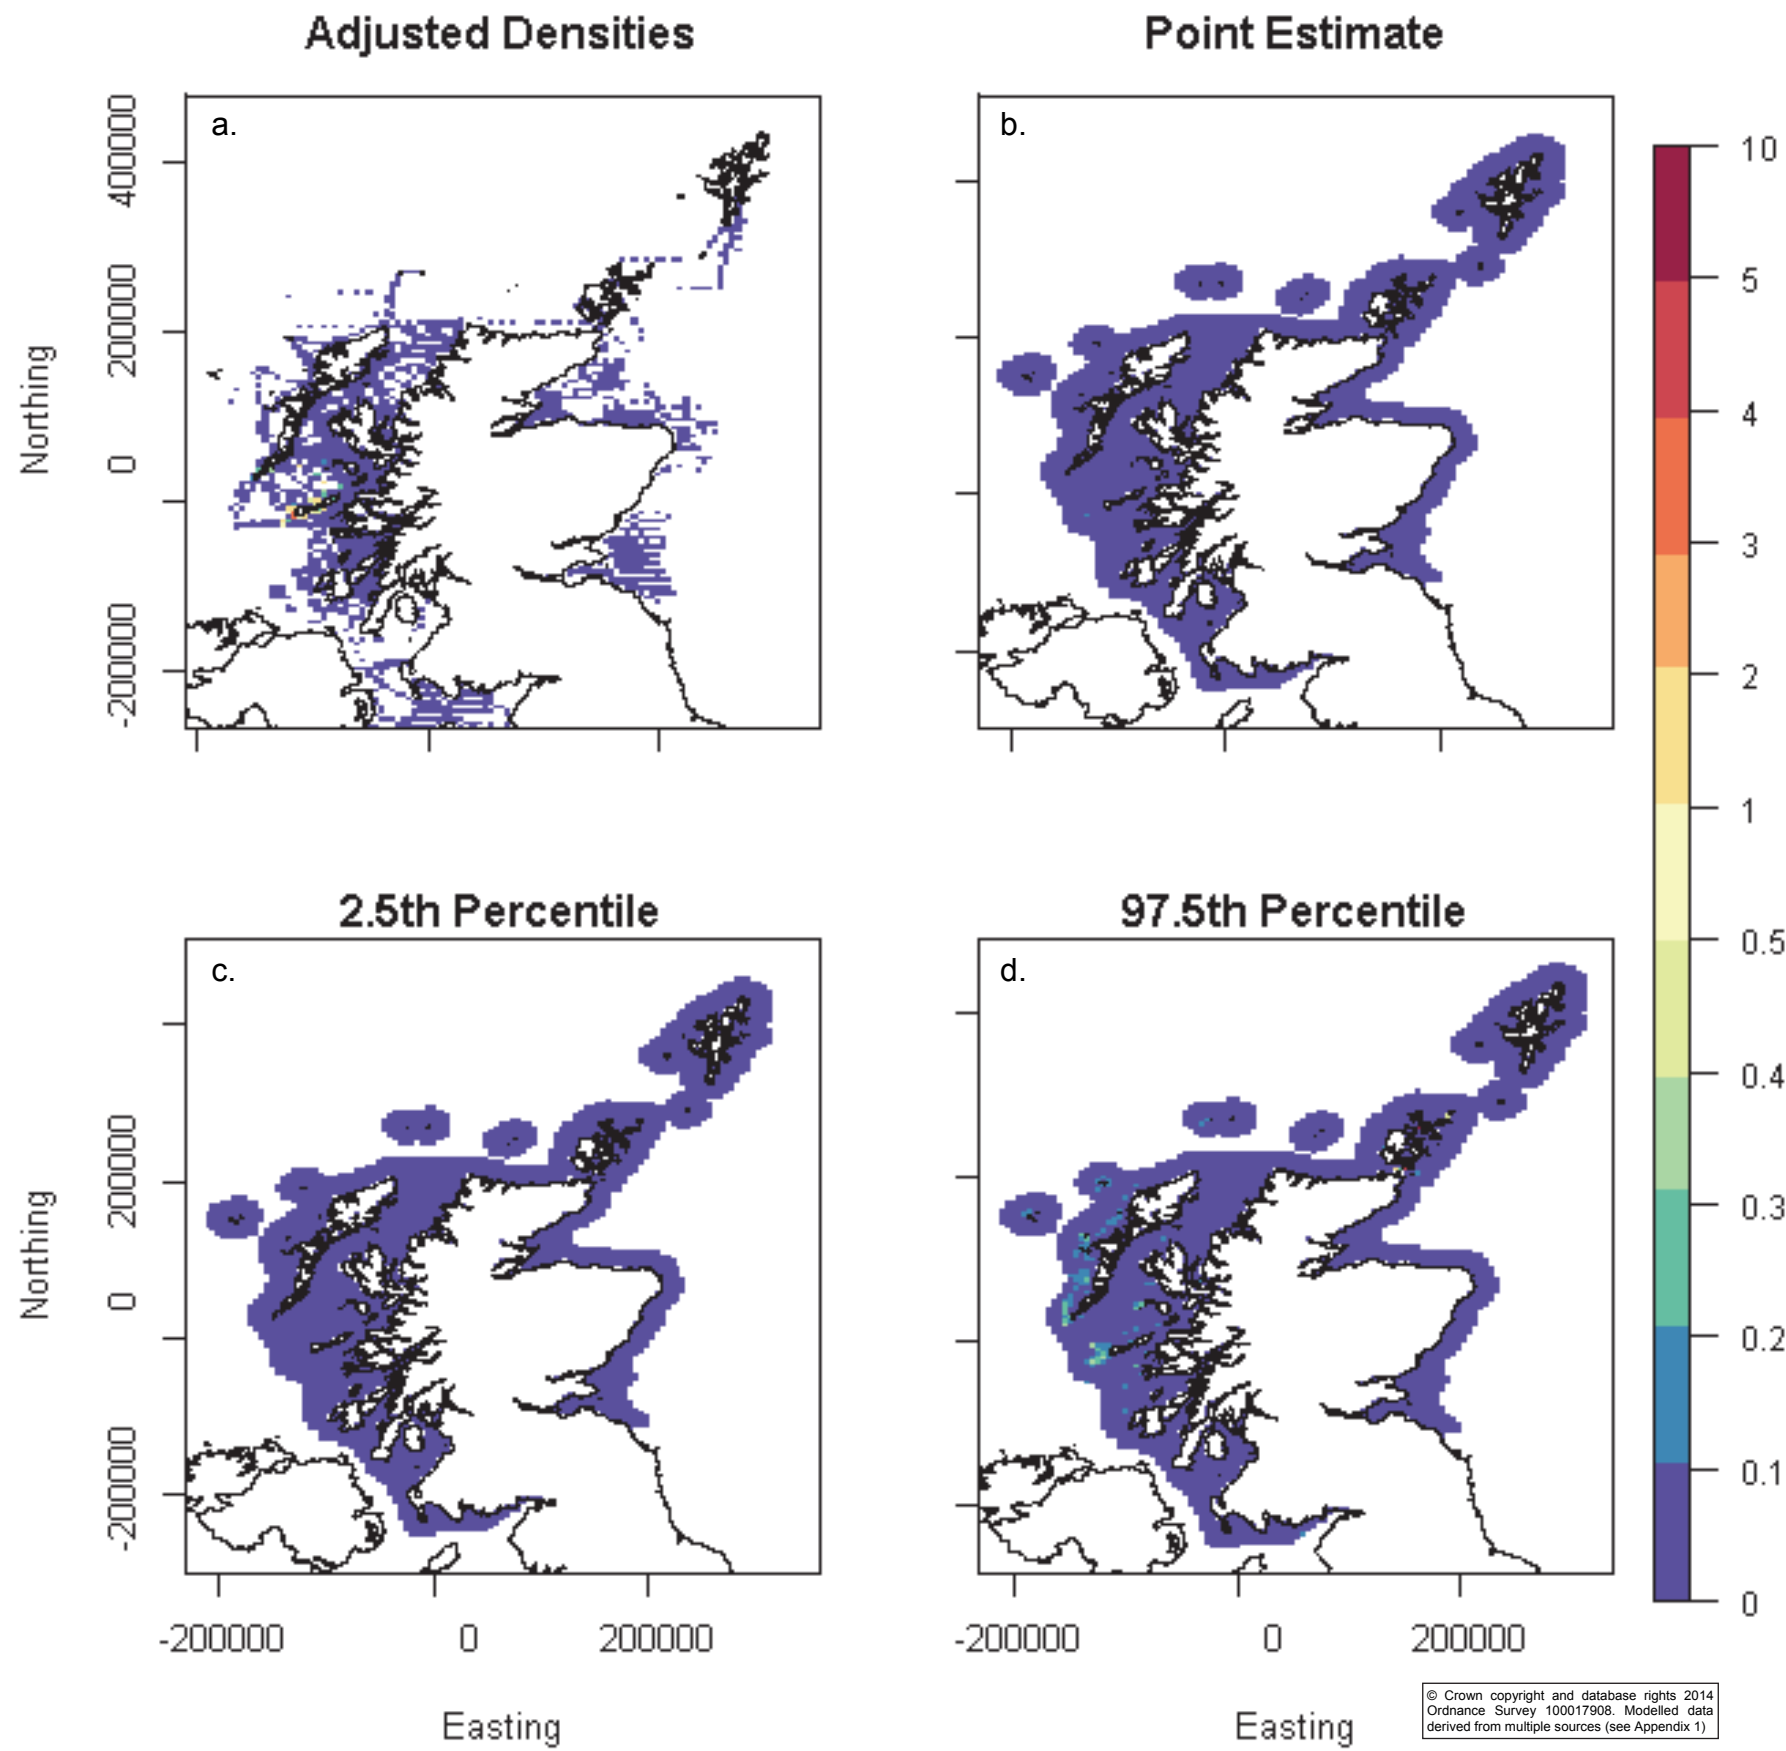 Adjusted Densities
Point Estimate
a.
b.
Northing
400000
200000
0
-200000
10
5
4
3
2
1
0.5
0.4
0.3
0.2
0.1
0
2.5th Percentile
97.5th Percentile
c.
d.
Northing
200000
0
-200000
-200000 0 200000
-200000 0 200000
Easting
Easting
© Crown copyright and database rights 2014
Ordnance Survey 100017908. Modelled data
derived from multiple sources (see Appendix 1)